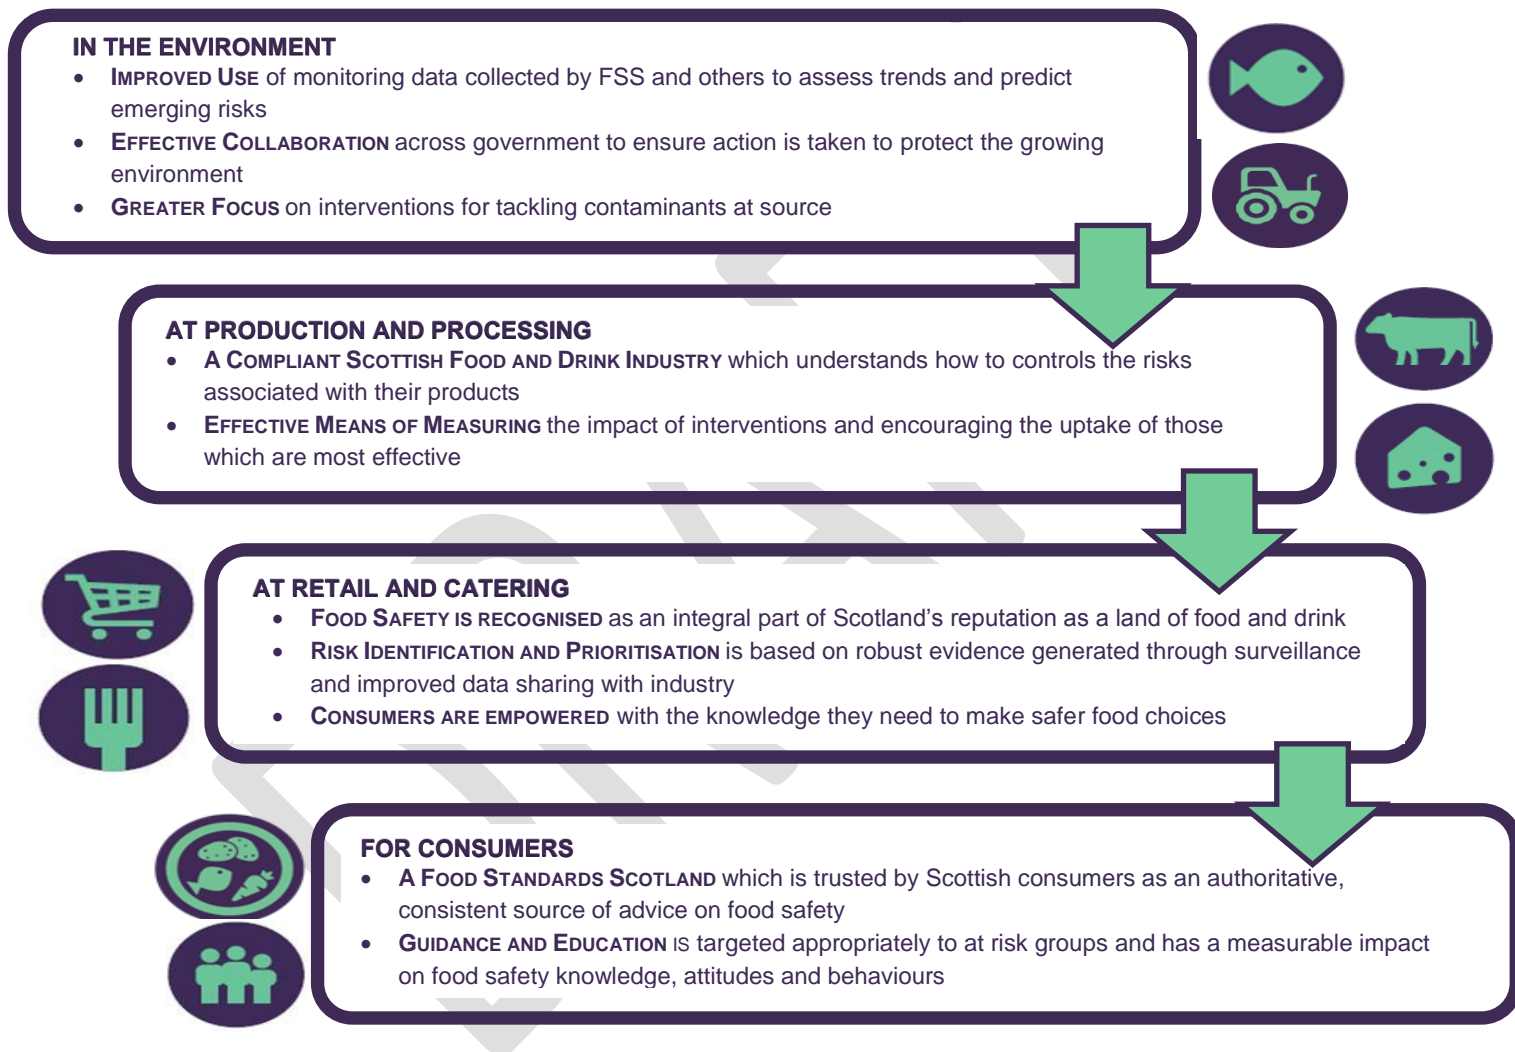 IN THE ENVIRONMENT
• IMPROVED USE of monitoring data collected by FSS and others to assess trends and predict
emerging risks
• EFFECTIVE COLLABORATION across government to ensure action is taken to protect the growing
environment
• GREATER FOCUS on interventions for tackling contaminants at source
AT PRODUCTION AND PROCESSING
• A COMPLIANT SCOTTISH FOOD AND DRINK INDUSTRY which understands how to controls the risks
associated with their products
• EFFECTIVE MEANS OF MEASURING the impact of interventions and encouraging the uptake of those
which are most effective
AT RETAIL AND CATERING
• FOOD SAFETY IS RECOGNISED as an integral part of Scotland's reputation as a land of food and drink
• RISK IDENTIFICATION AND PRIORITISATION is based on robust evidence generated through surveillance
and improved data sharing with industry
• CONSUMERS ARE EMPOWERED with the knowledge they need to make safer food choices
FOR CONSUMERS
• A FOOD STANDARDS SCOTLAND which is trusted by Scottish consumers as an authoritative,
consistent source of advice on food safety
• GUIDANCE AND EDUCATION IS targeted appropriately to at risk groups and has a measurable impact
on food safety knowledge, attitudes and behaviours